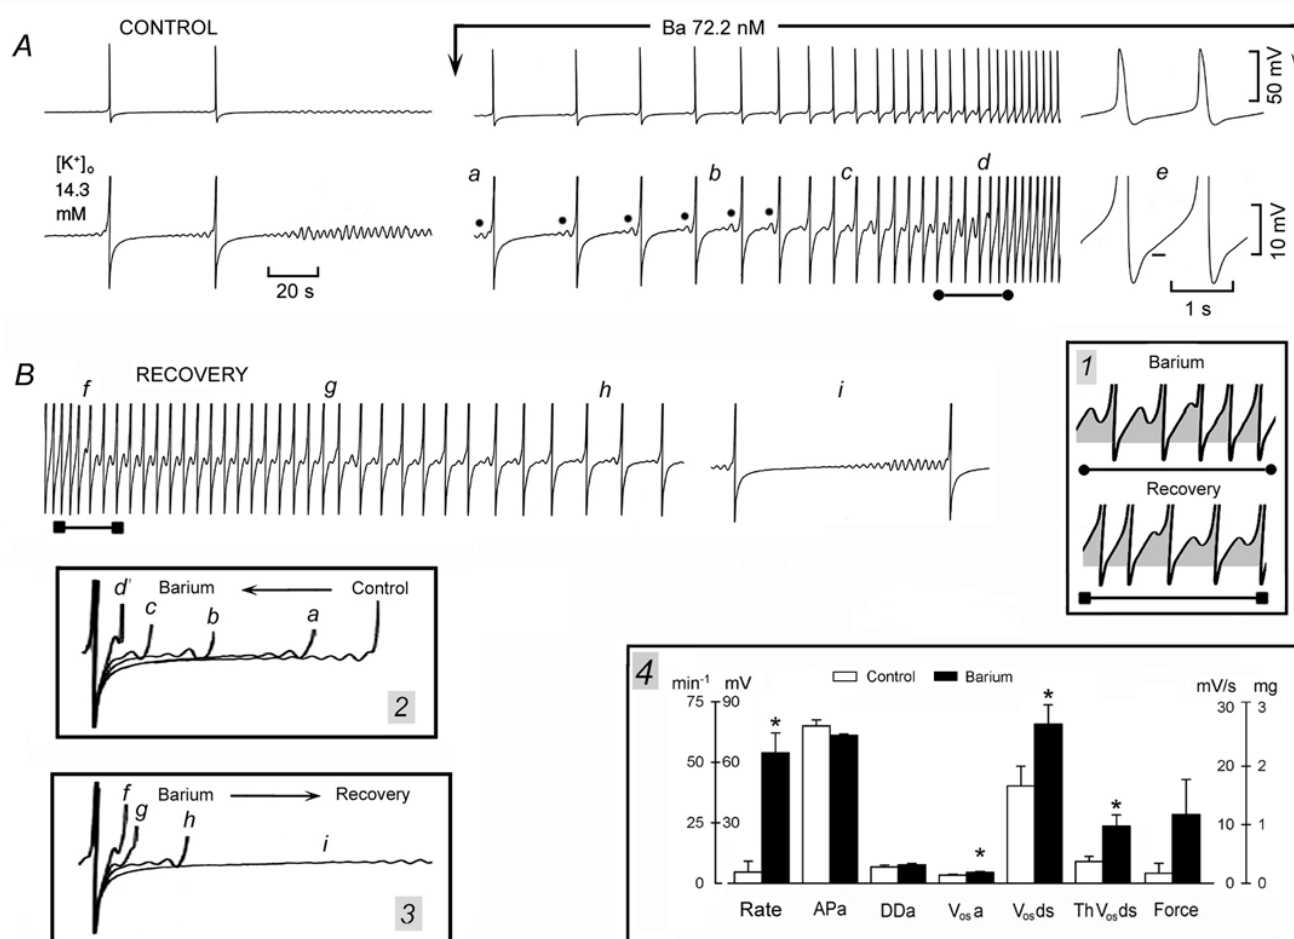 A
CONTROL
Ba 72.2 nM
50 mV
[K⁺]ₒ
14.3
mM
a
b
c
d
e
20 s
10 mV
1 s
B
RECOVERY
f
g
h
i
1
Barium
Recovery
d' Barium Control
c
b
a
2
f Barium Recovery
g
h
i
3
4
min⁻¹ mV
Control Barium
mV/s mg
75 90
30 3
50 60
20 2
25 30
10 1
0
0 0
*
*
*
*
Rate APa DDa Vₒₛa Vₒₛds ThVₒₛds Force